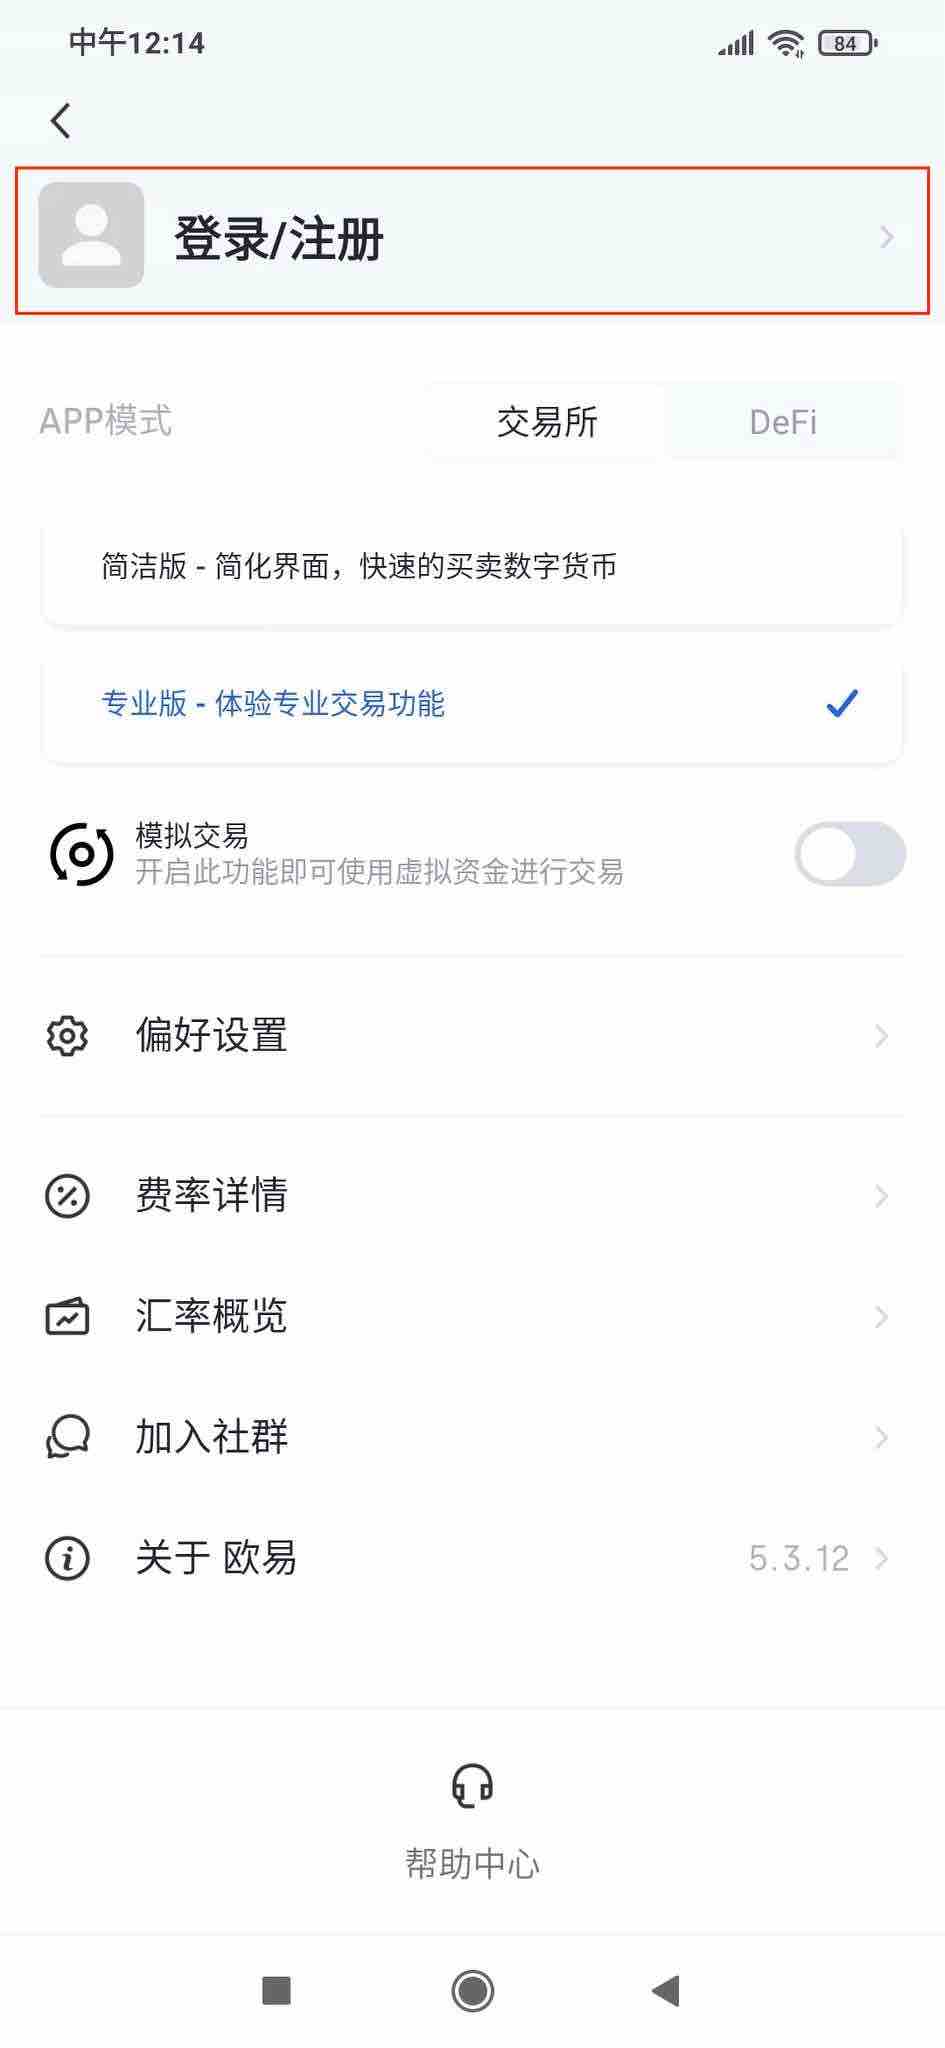 中午12:14
84
登录/注册
APP模式
交易所
DeFi
简洁版 - 简化界面，快速的买卖数字货币
专业版 - 体验专业交易功能
模拟交易
开启此功能即可使用虚拟资金进行交易
偏好设置
费率详情
汇率概览
加入社群
关于 欧易
5.3.12
帮助中心